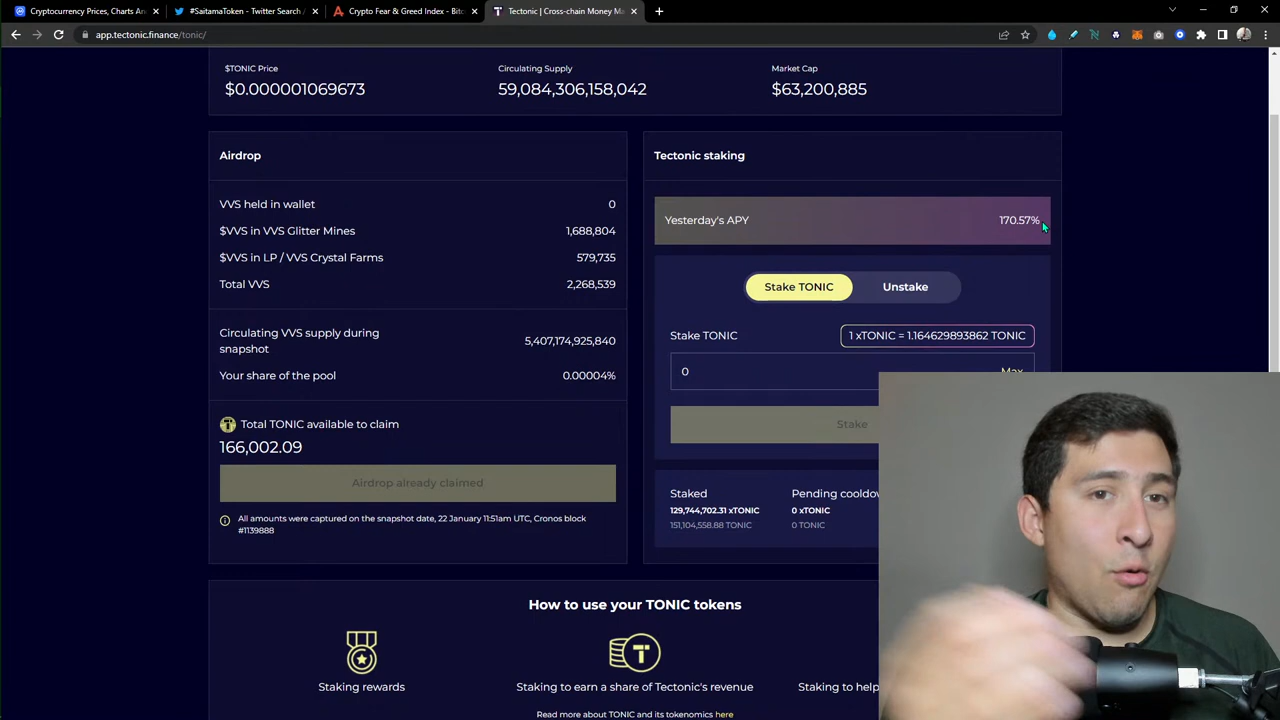 Cryptocurrency Prices, Charts An
#SaitamaToken - Twitter Search /
Crypto Fear & Greed Index - Bitc
Tectonic | Cross-chain Money Ma
app.tectonic.finance/tonic/
$TONIC Price
$0.000001069673
Circulating Supply
59,084,306,158,042
Market Cap
$63,200,885
Airdrop
VVS held in wallet 0
$VVS in VVS Glitter Mines 1,688,804
$VVS in LP / VVS Crystal Farms 579,735
Total VVS 2,268,539
Circulating VVS supply during
snapshot
5,407,174,925,840
Your share of the pool 0.00004%
Total TONIC available to claim
166,002.09
Airdrop already claimed
All amounts were captured on the snapshot date, 22 January 11:51am UTC, Cronos block
#1139888
Tectonic staking
Yesterday's APY 170.57%
Stake TONIC Unstake
Stake TONIC 1 xTONIC = 1.164629893862 TONIC
0 Max
Stake
Staked
129,744,702.31 xTONIC
151,104,558.88 TONIC
Pending cooldov
0 xTONIC
0 TONIC
How to use your TONIC tokens
T
Staking rewards
Staking to earn a share of Tectonic's revenue
Staking to help
Read more about TONIC and its tokenomics here